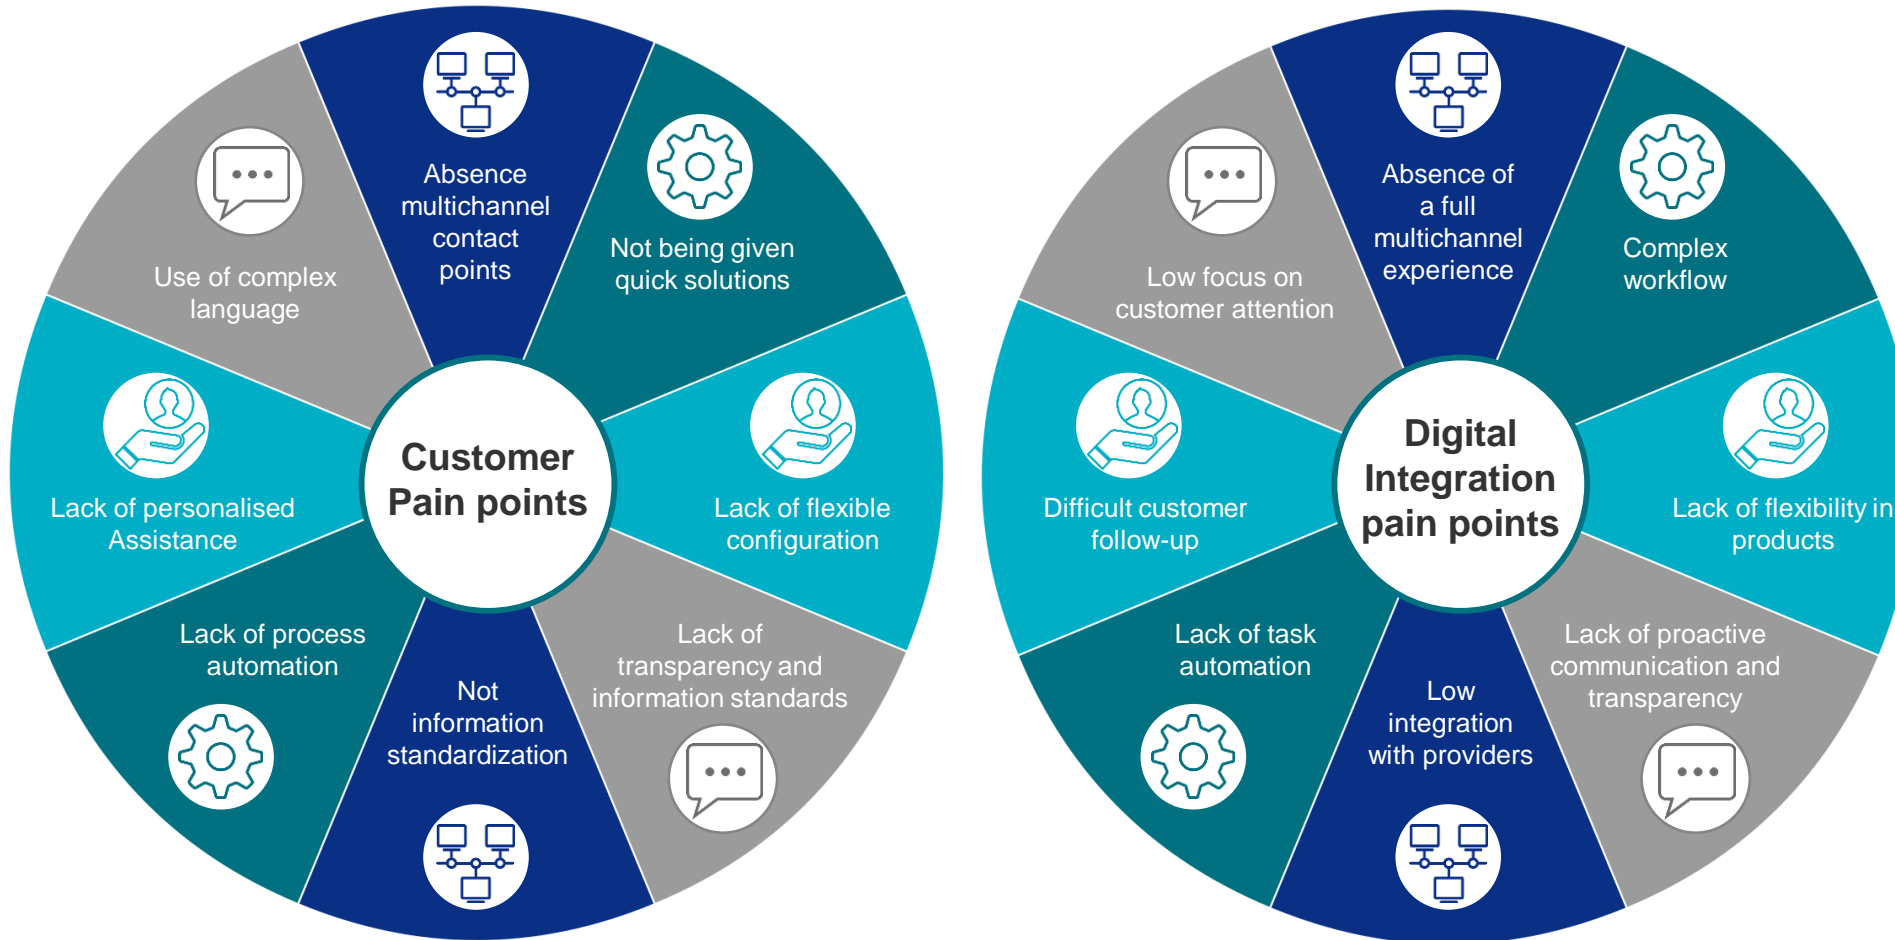 Customer
Pain points
Absence
multichannel
contact
points
Not being given
quick solutions
Lack of flexible
configuration
Lack of
transparency and
information standards
Not
information
standardization
Lack of process
automation
Lack of personalised
Assistance
Use of complex
language
Digital
Integration
pain points
Absence of
a full
multichannel
experience
Complex
workflow
Lack of flexibility in
products
Lack of proactive
communication and
transparency
Low
integration
with providers
Lack of task
automation
Difficult customer
follow-up
Low focus on
customer attention